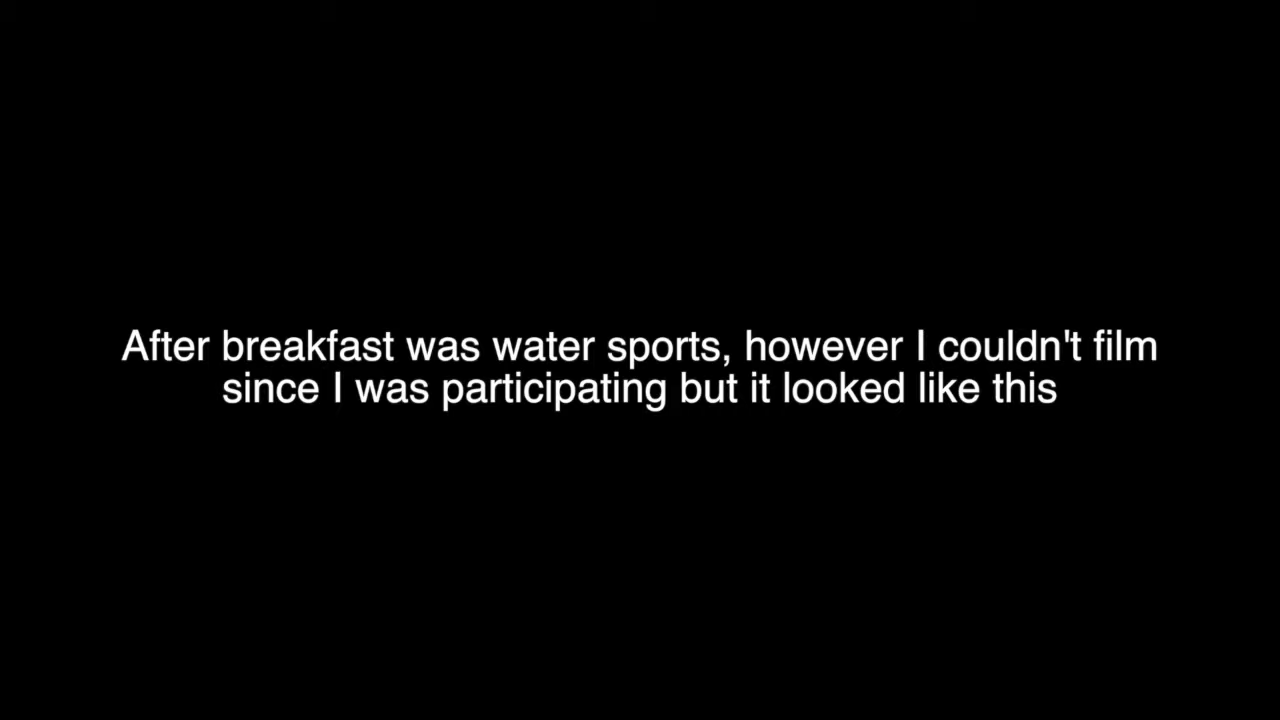 After breakfast was water sports, however I couldn't film
since I was participating but it looked like this